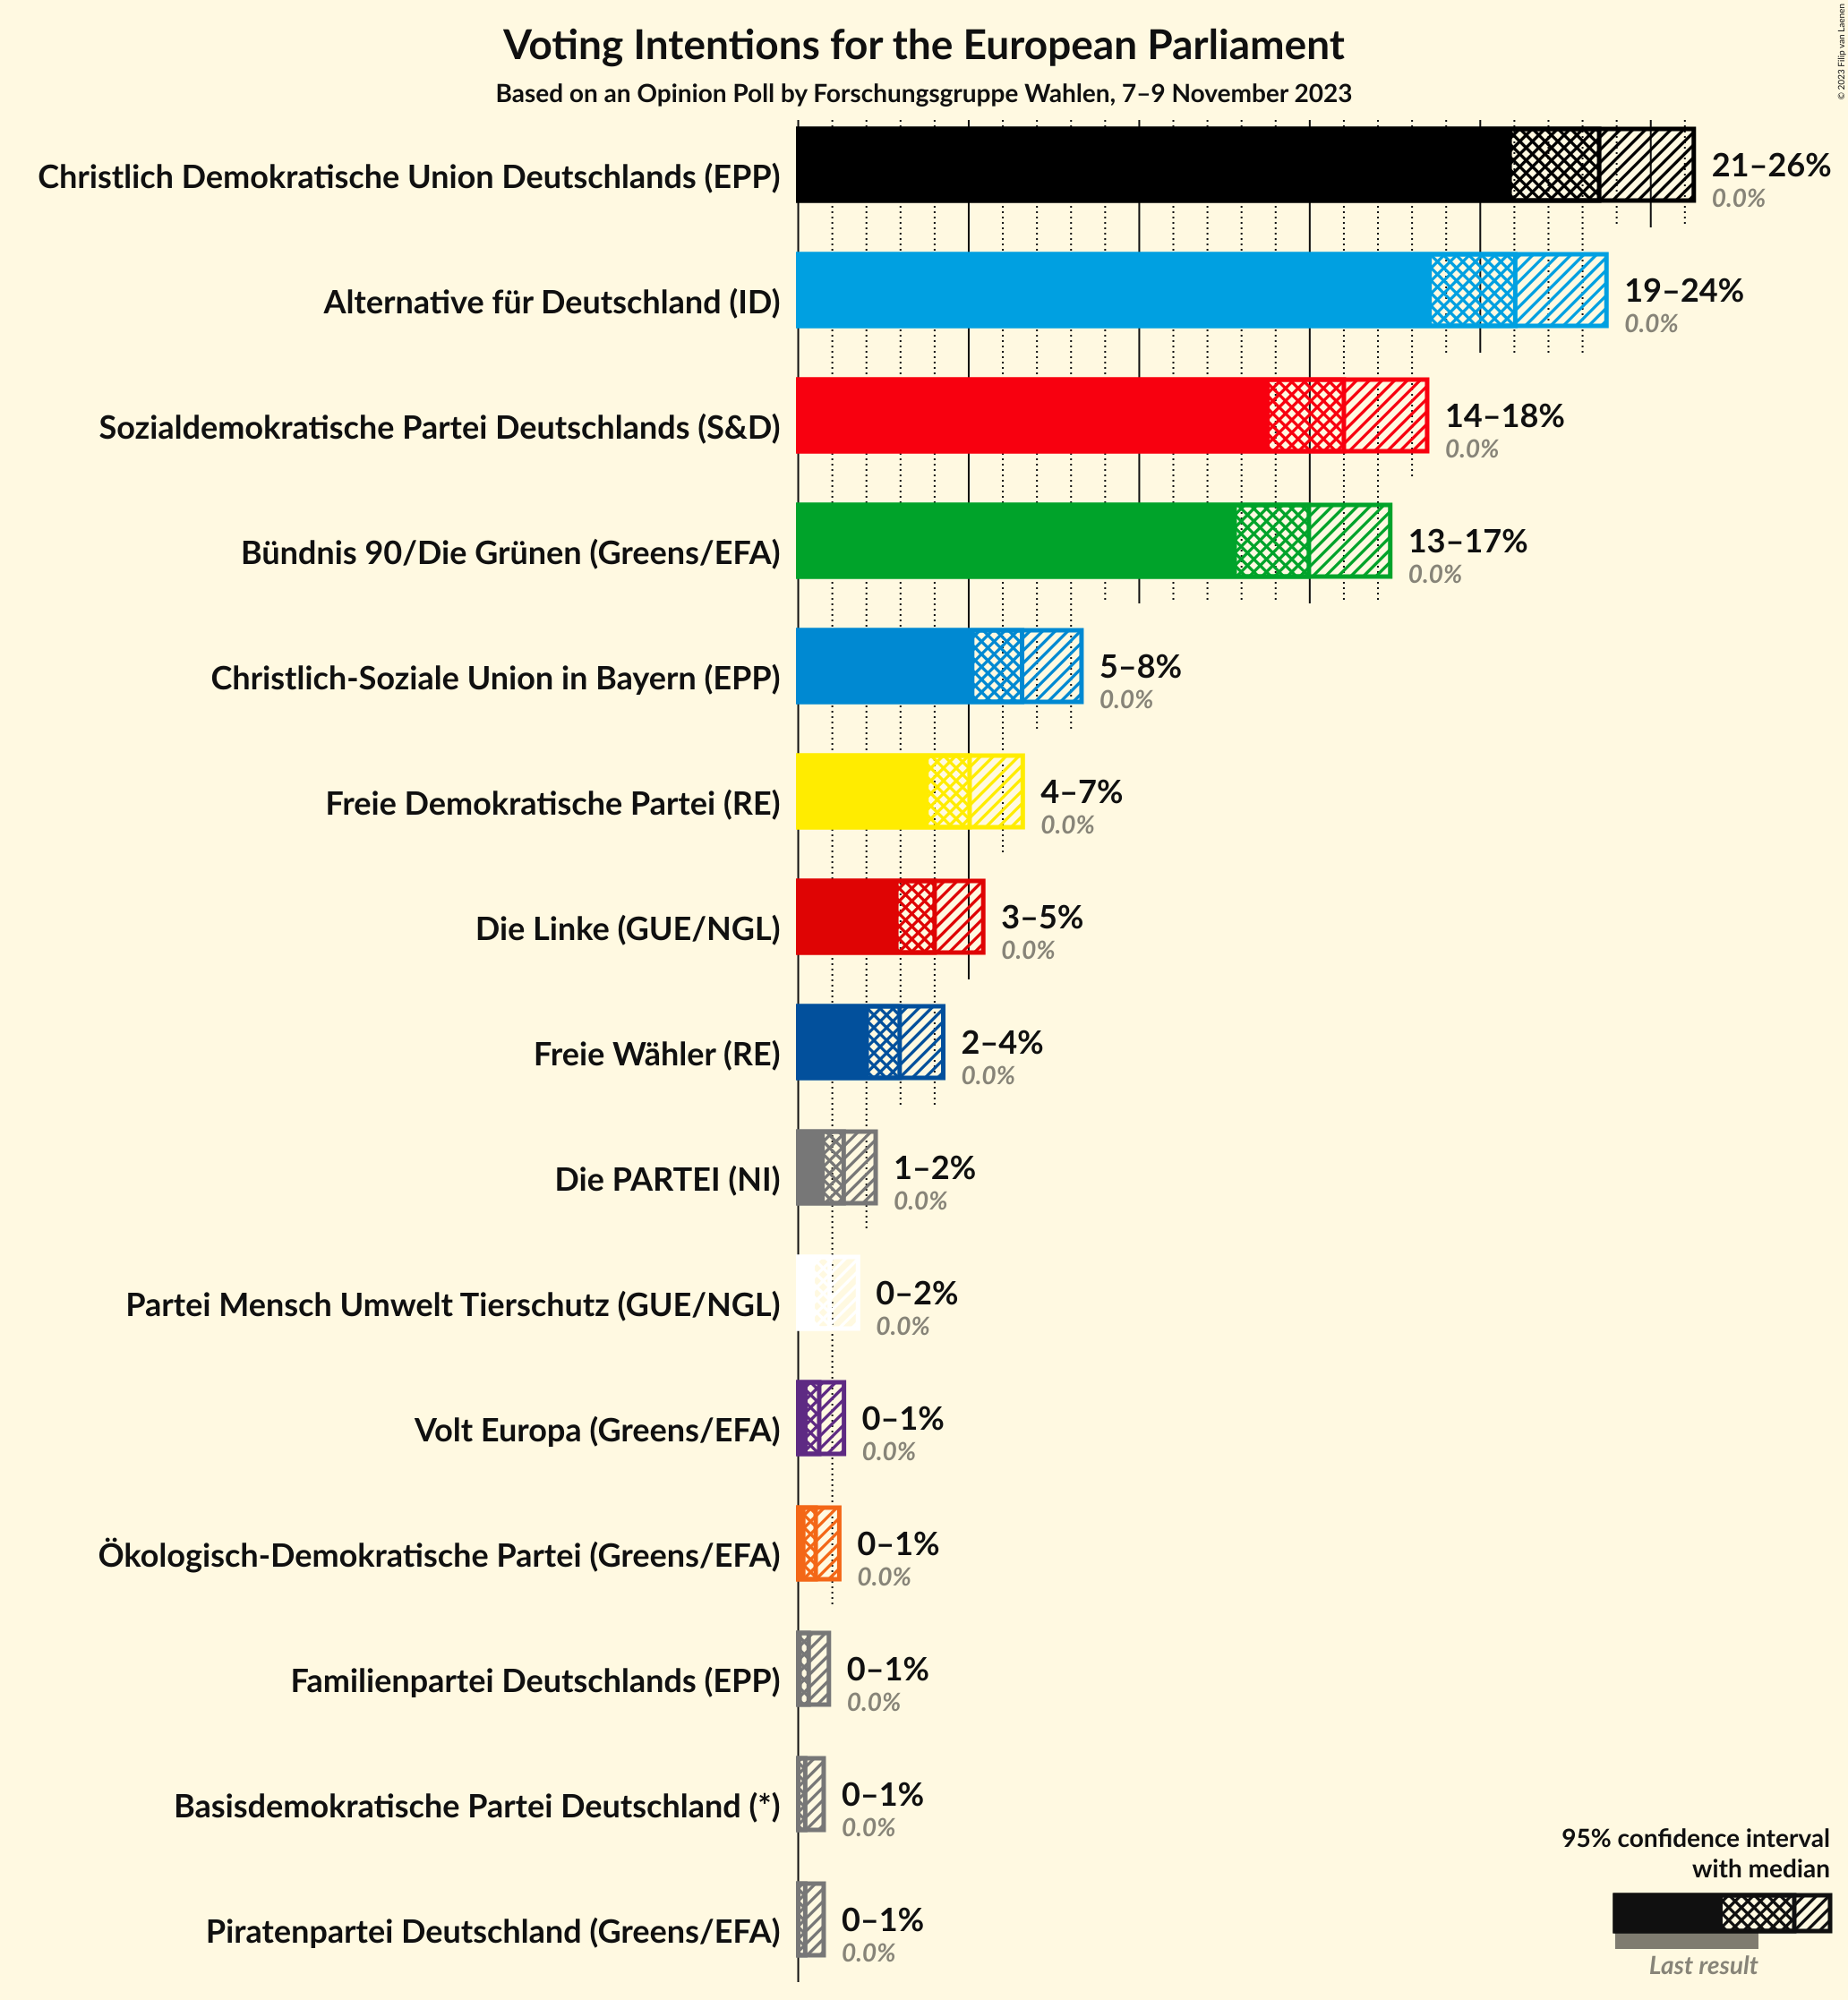 Voting Intentions for the European Parliament
Based on an Opinion Poll by Forschungsgruppe Wahlen, 7–9 November 2023
© 2023 Filip van Laenen
Christlich Demokratische Union Deutschlands (EPP)
21–26%
0.0%
Alternative für Deutschland (ID)
19–24%
0.0%
Sozialdemokratische Partei Deutschlands (S&D)
14–18%
0.0%
Bündnis 90/Die Grünen (Greens/EFA)
13–17%
0.0%
Christlich-Soziale Union in Bayern (EPP)
5–8%
0.0%
Freie Demokratische Partei (RE)
4–7%
0.0%
Die Linke (GUE/NGL)
3–5%
0.0%
Freie Wähler (RE)
2–4%
0.0%
Die PARTEI (NI)
1–2%
0.0%
Partei Mensch Umwelt Tierschutz (GUE/NGL)
0–2%
0.0%
Volt Europa (Greens/EFA)
0–1%
0.0%
Ökologisch-Demokratische Partei (Greens/EFA)
0–1%
0.0%
Familienpartei Deutschlands (EPP)
0–1%
0.0%
Basisdemokratische Partei Deutschland (*)
0–1%
0.0%
Piratenpartei Deutschland (Greens/EFA)
0–1%
0.0%
95% confidence interval
with median
Last result